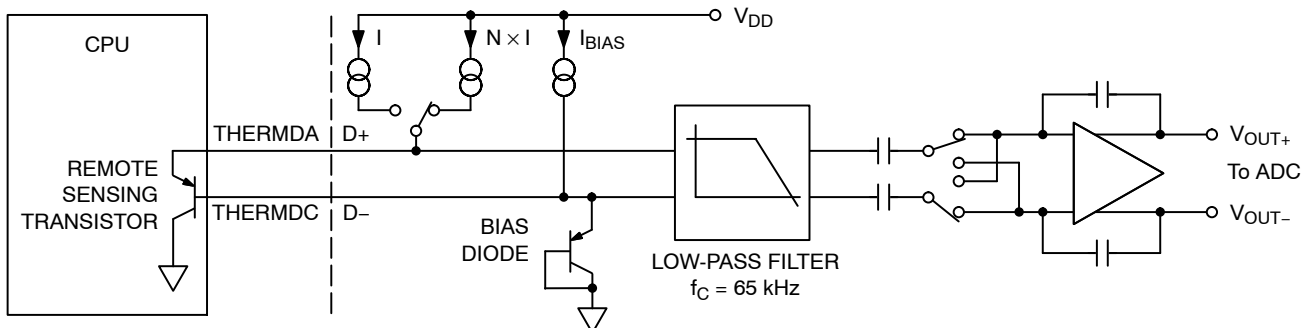 CPU
I
N × I
I_BIAS
V_DD
THERMDA
D+
REMOTE
SENSING
TRANSISTOR
THERMDC
D−
BIAS
DIODE
LOW-PASS FILTER
f_C = 65 kHz
V_OUT+
To ADC
V_OUT−